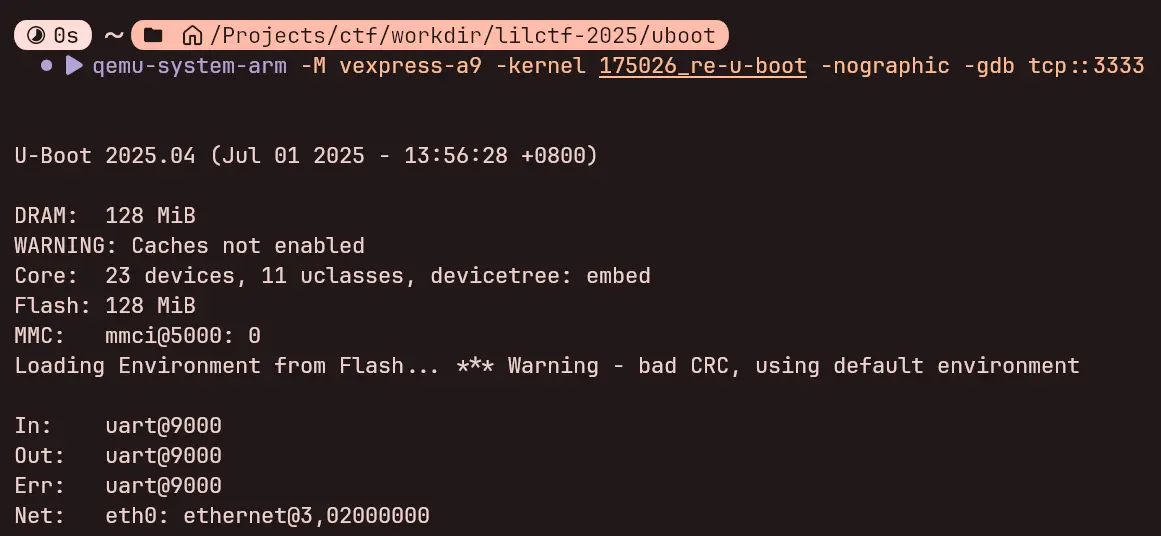 0s ~ /Projects/ctf/workdir/lilctf-2025/uboot
qemu-system-arm -M vexpress-a9 -kernel 175026_re-u-boot -nographic -gdb tcp::3333
U-Boot 2025.04 (Jul 01 2025 - 13:56:28 +0800)
DRAM:  128 MiB
WARNING: Caches not enabled
Core:  23 devices, 11 uclasses, devicetree: embed
Flash: 128 MiB
MMC:   mmci@5000: 0
Loading Environment from Flash... *** Warning - bad CRC, using default environment
In:    uart@9000
Out:   uart@9000
Err:   uart@9000
Net:   eth0: ethernet@3,02000000